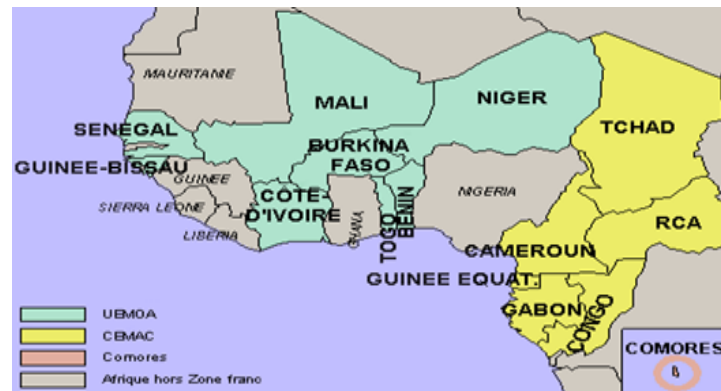 MAURITANIE
MALI
NIGER
TCHAD
SENEGAL
BURKINA
FASO
GUINEE-BISSAU
GUINEE
CÔTE-
D'IVOIRE
GHANA
TOGO
BENIN
NIGERIA
SIERRA LEONE
LIBERIA
RCA
CAMEROUN
GUINEE EQUAT.
GABON
CONGO
UEMOA
CEMAC
Comores
Afrique hors Zone franc
COMORES